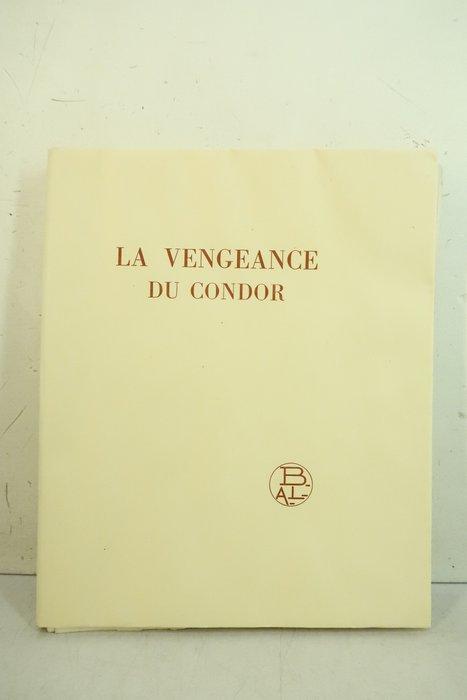 LA VENGEANCE
DU CONDOR
B.
A.L.